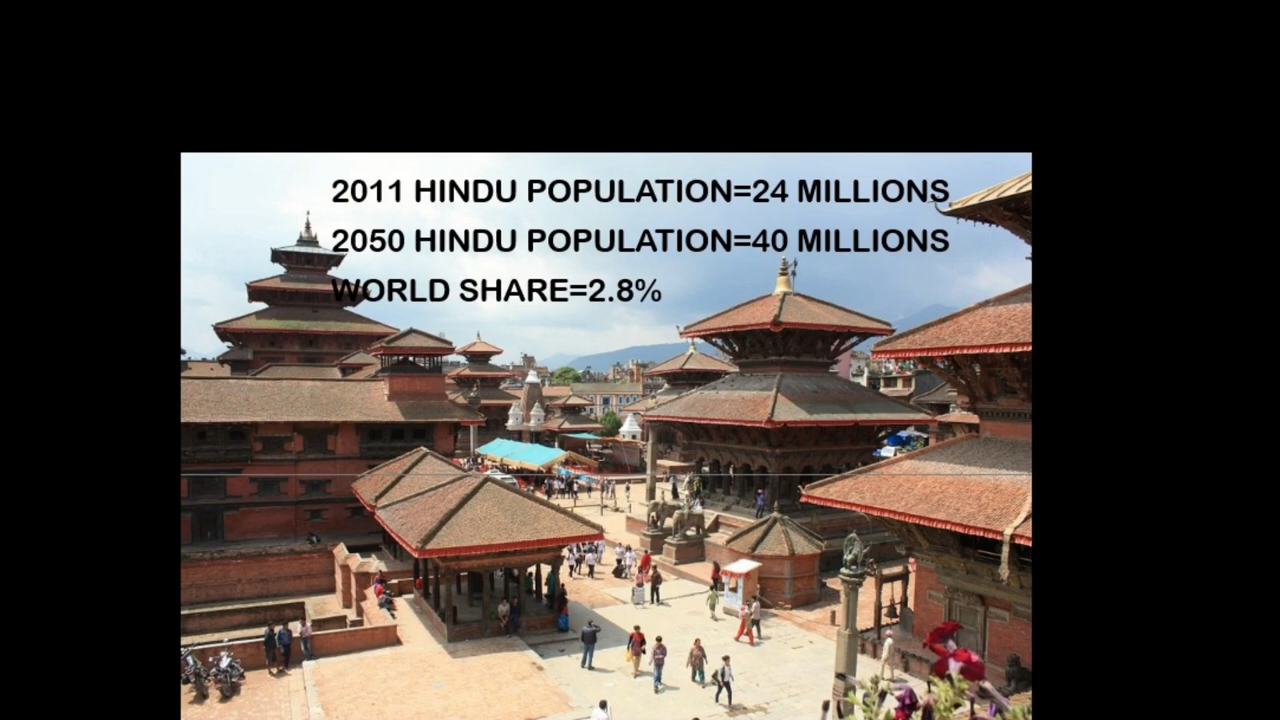 2011 HINDU POPULATION=24 MILLIONS
2050 HINDU POPULATION=40 MILLIONS
WORLD SHARE=2.8%